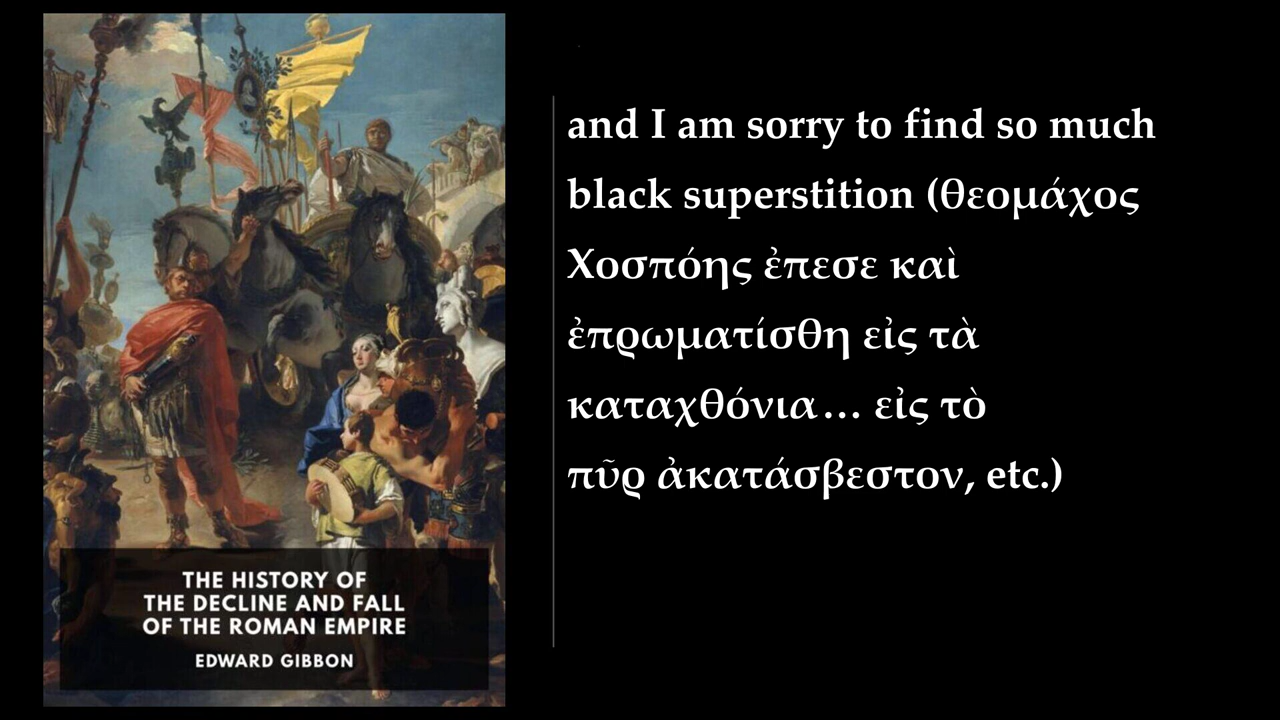 THE HISTORY OF
THE DECLINE AND FALL
OF THE ROMAN EMPIRE
EDWARD GIBBON
and I am sorry to find so much
black superstition (θεομάχος
Χοσπόης ἐπεσε καὶ
ἐπρωματίσθη εἰς τὰ
καταχθόνια… εἰς τὸ
πῦρ ἀκατάσβεστον, etc.)